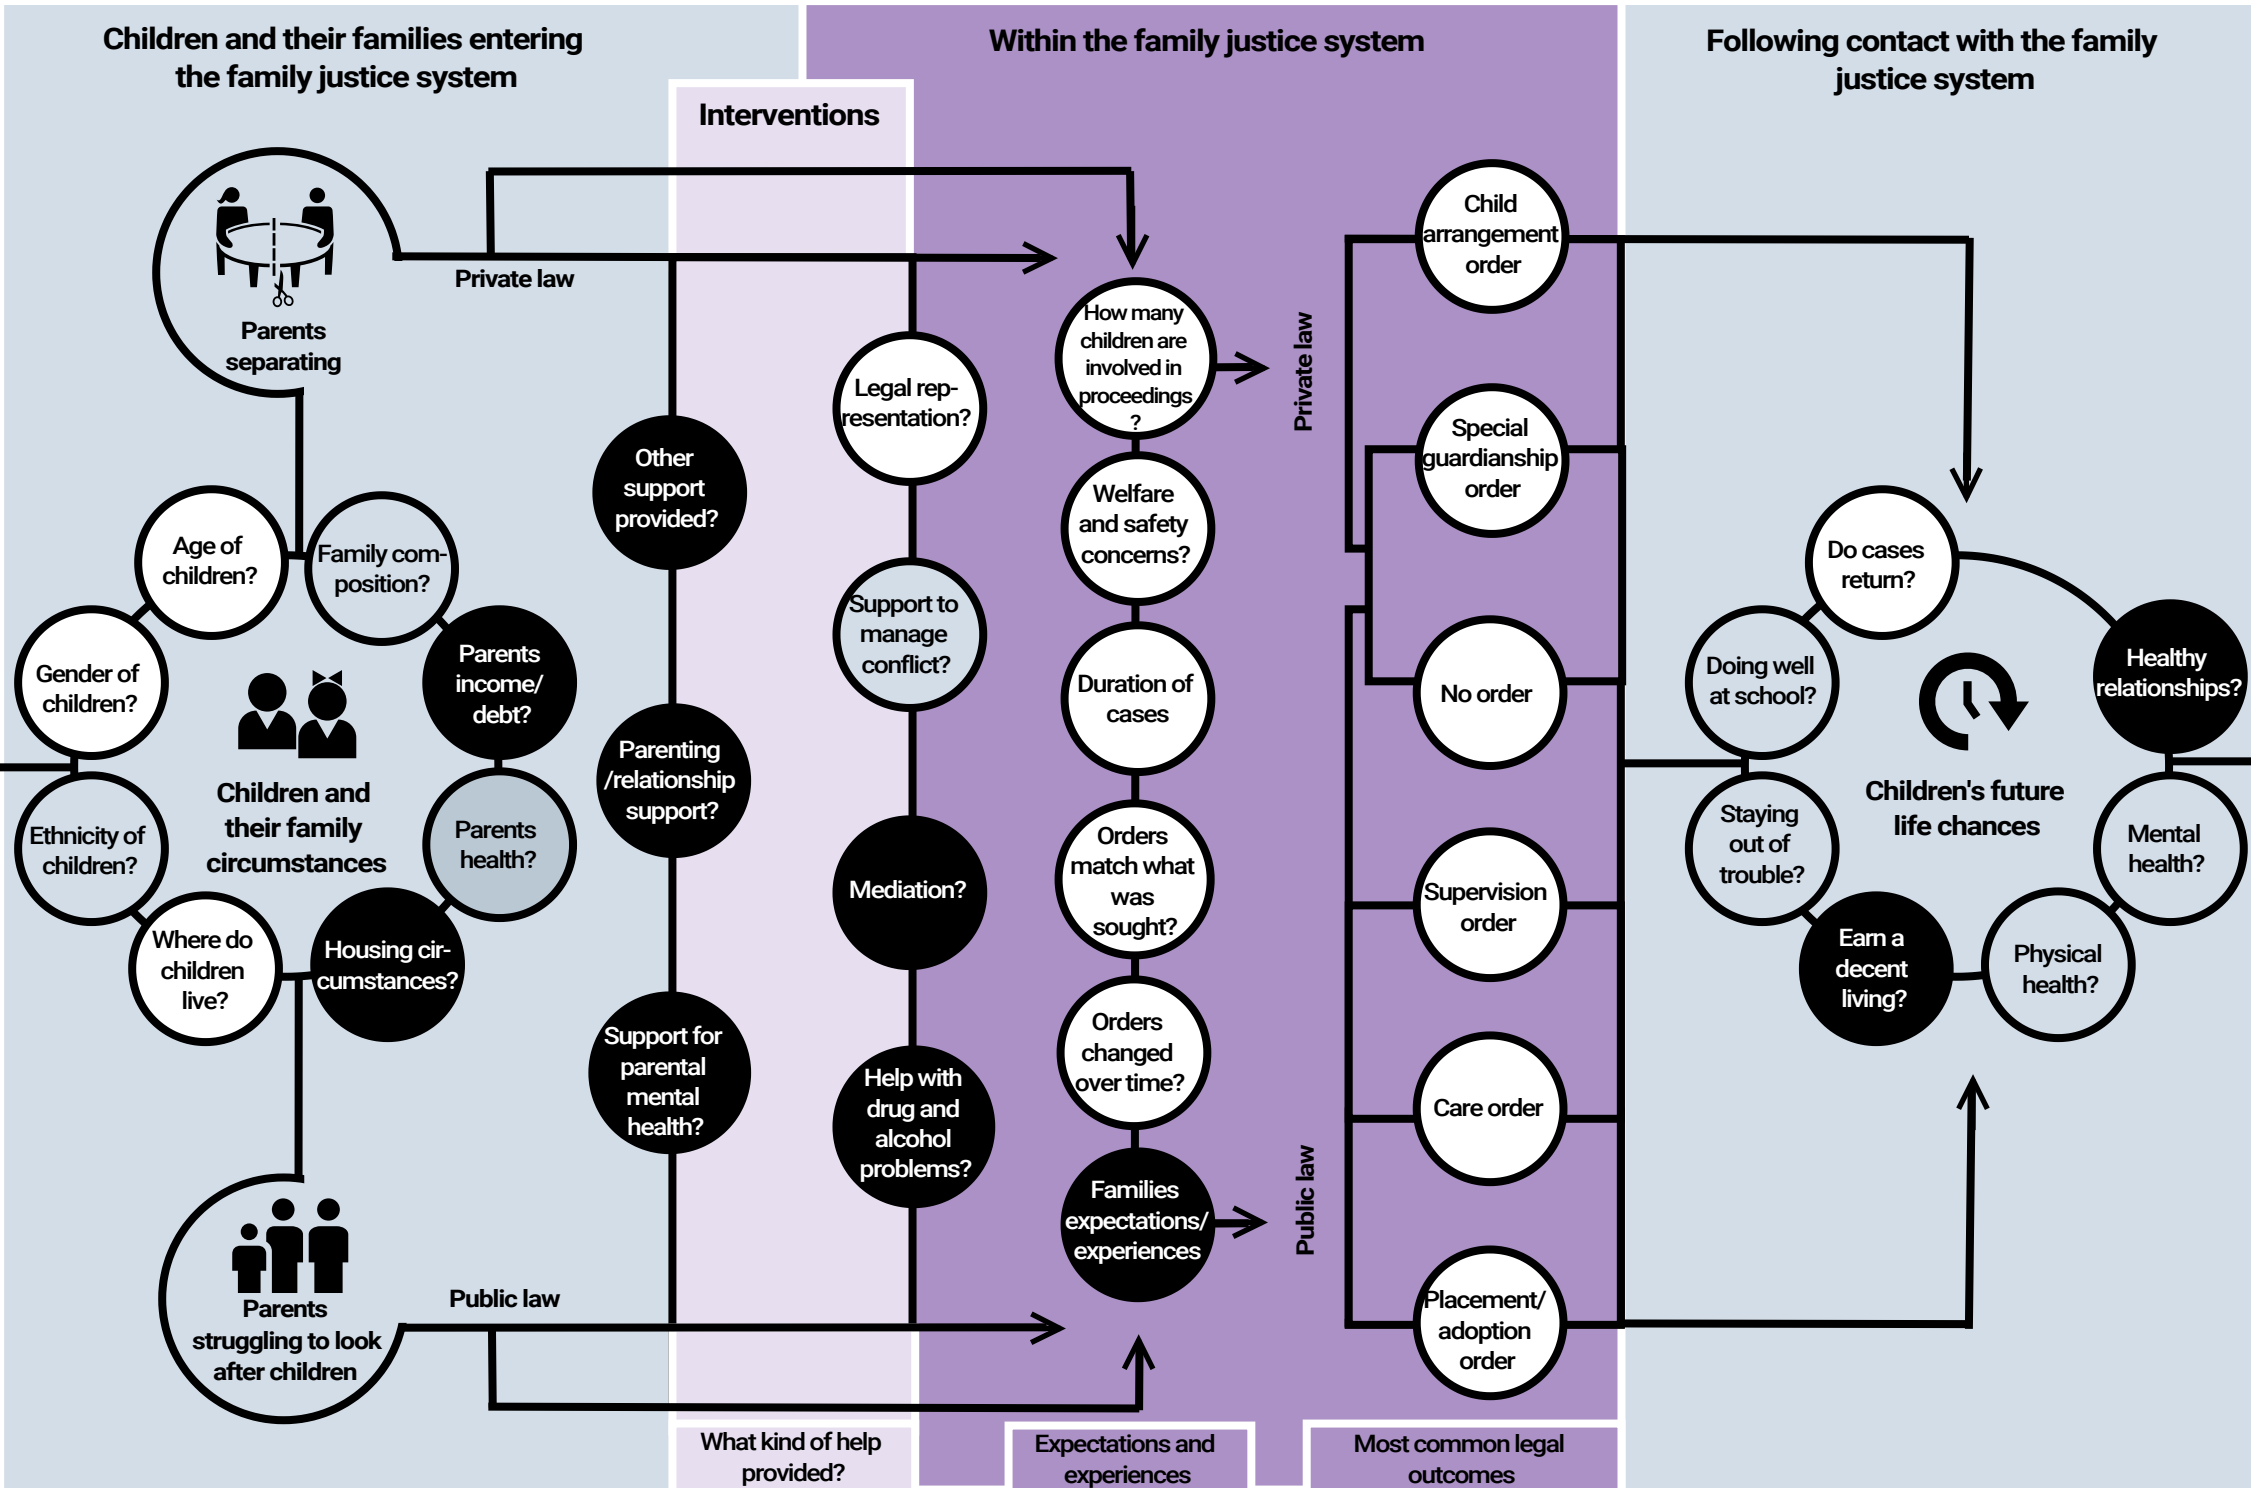 Children and their families entering
the family justice system
Within the family justice system
Following contact with the family
justice system
Interventions
Parents
separating
Private law
Age of
children?
Family com-
position?
Gender of
children?
Parents
income/
debt?
Children and
their family
circumstances
Ethnicity of
children?
Parents
health?
Where do
children
live?
Housing cir-
cumstances?
Parents
struggling to look
after children
Public law
Other
support
provided?
Parenting
/relationship
support?
Support for
parental
mental
health?
Legal rep-
resentation?
Support to
manage
conflict?
Mediation?
Help with
drug and
alcohol
problems?
How many
children are
involved in
proceedings
?
Welfare
and safety
concerns?
Duration of
cases
Orders
match what
was
sought?
Orders
changed
over time?
Families
expectations/
experiences
Private law
Public law
Child
arrangement
order
Special
guardianship
order
No order
Supervision
order
Care order
Placement/
adoption
order
Do cases
return?
Doing well
at school?
Healthy
relationships?
Children's future
life chances
Staying
out of
trouble?
Mental
health?
Earn a
decent
living?
Physical
health?
What kind of help
provided?
Expectations and
experiences
Most common legal
outcomes